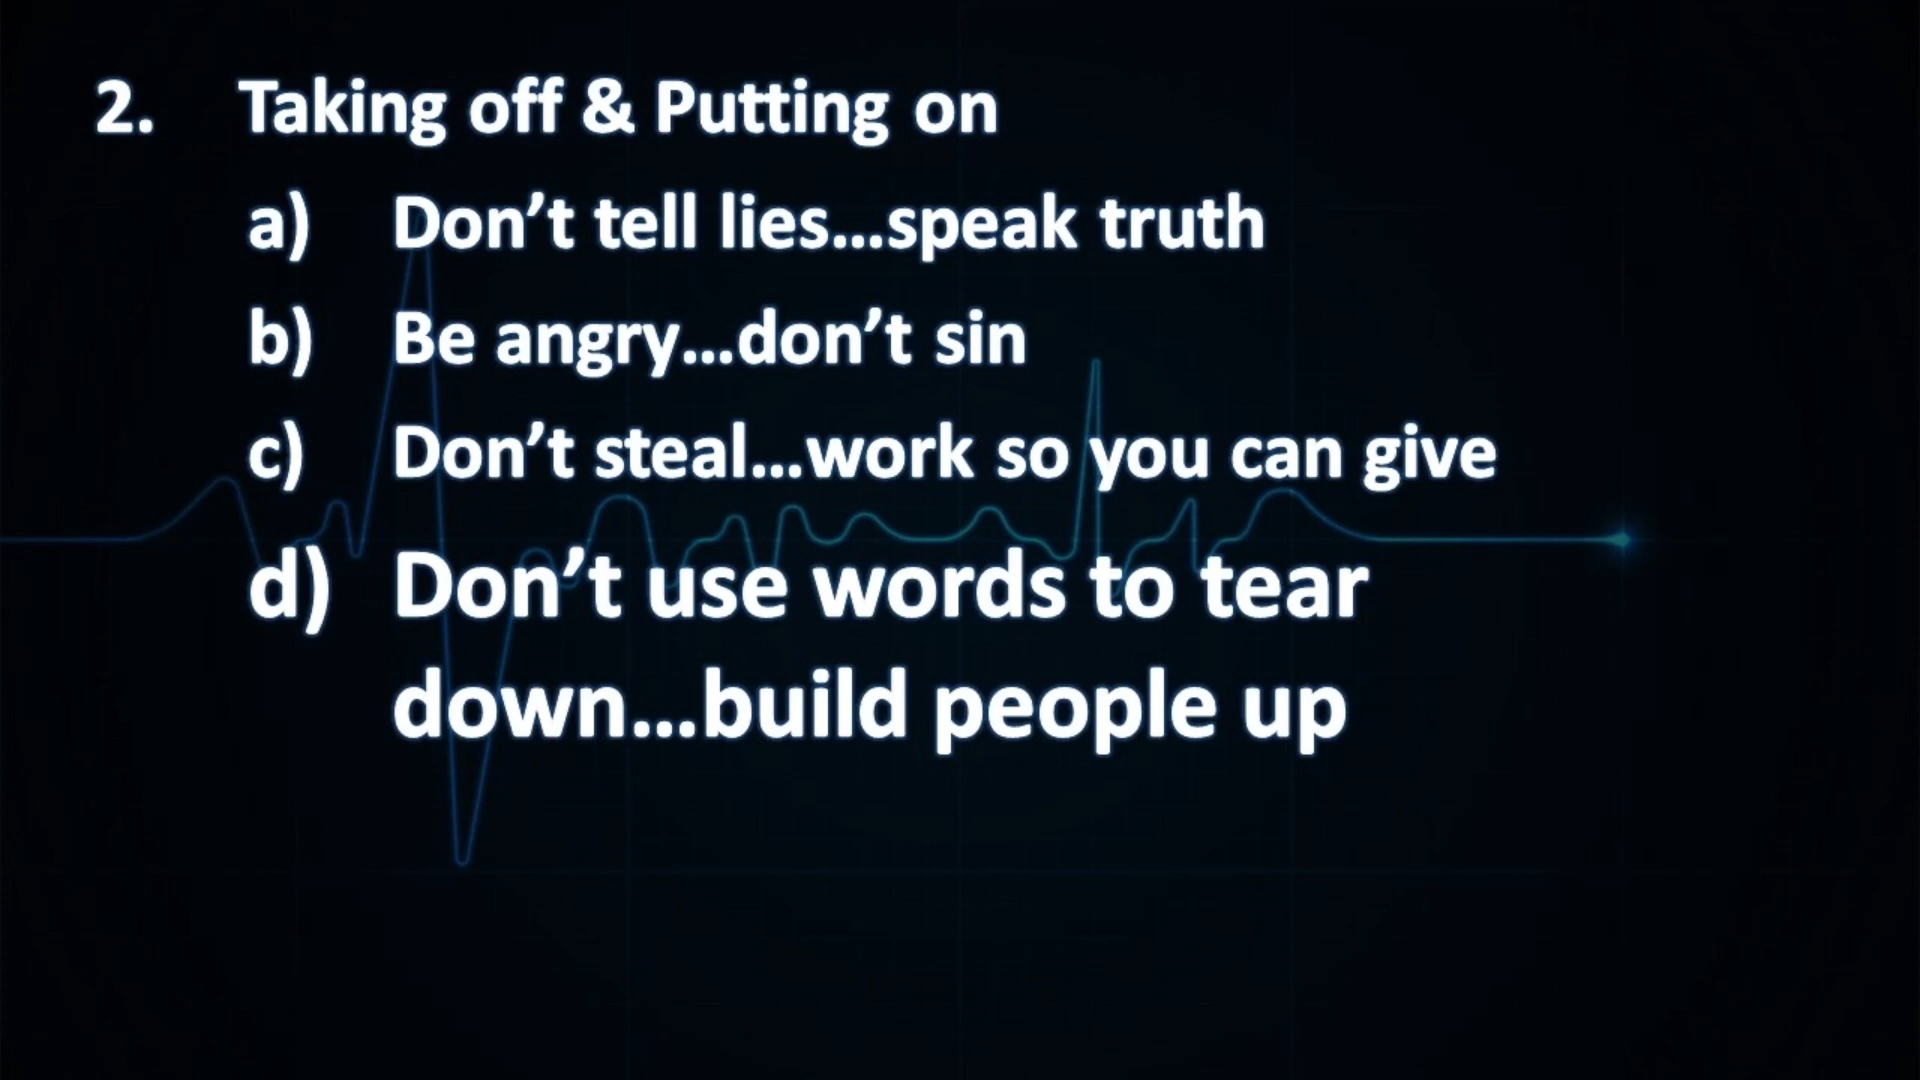 2. Taking off & Putting on
a) Don’t tell lies...speak truth
b) Be angry...don’t sin
c) Don’t steal...work so you can give
d) Don’t use words to tear
down...build people up